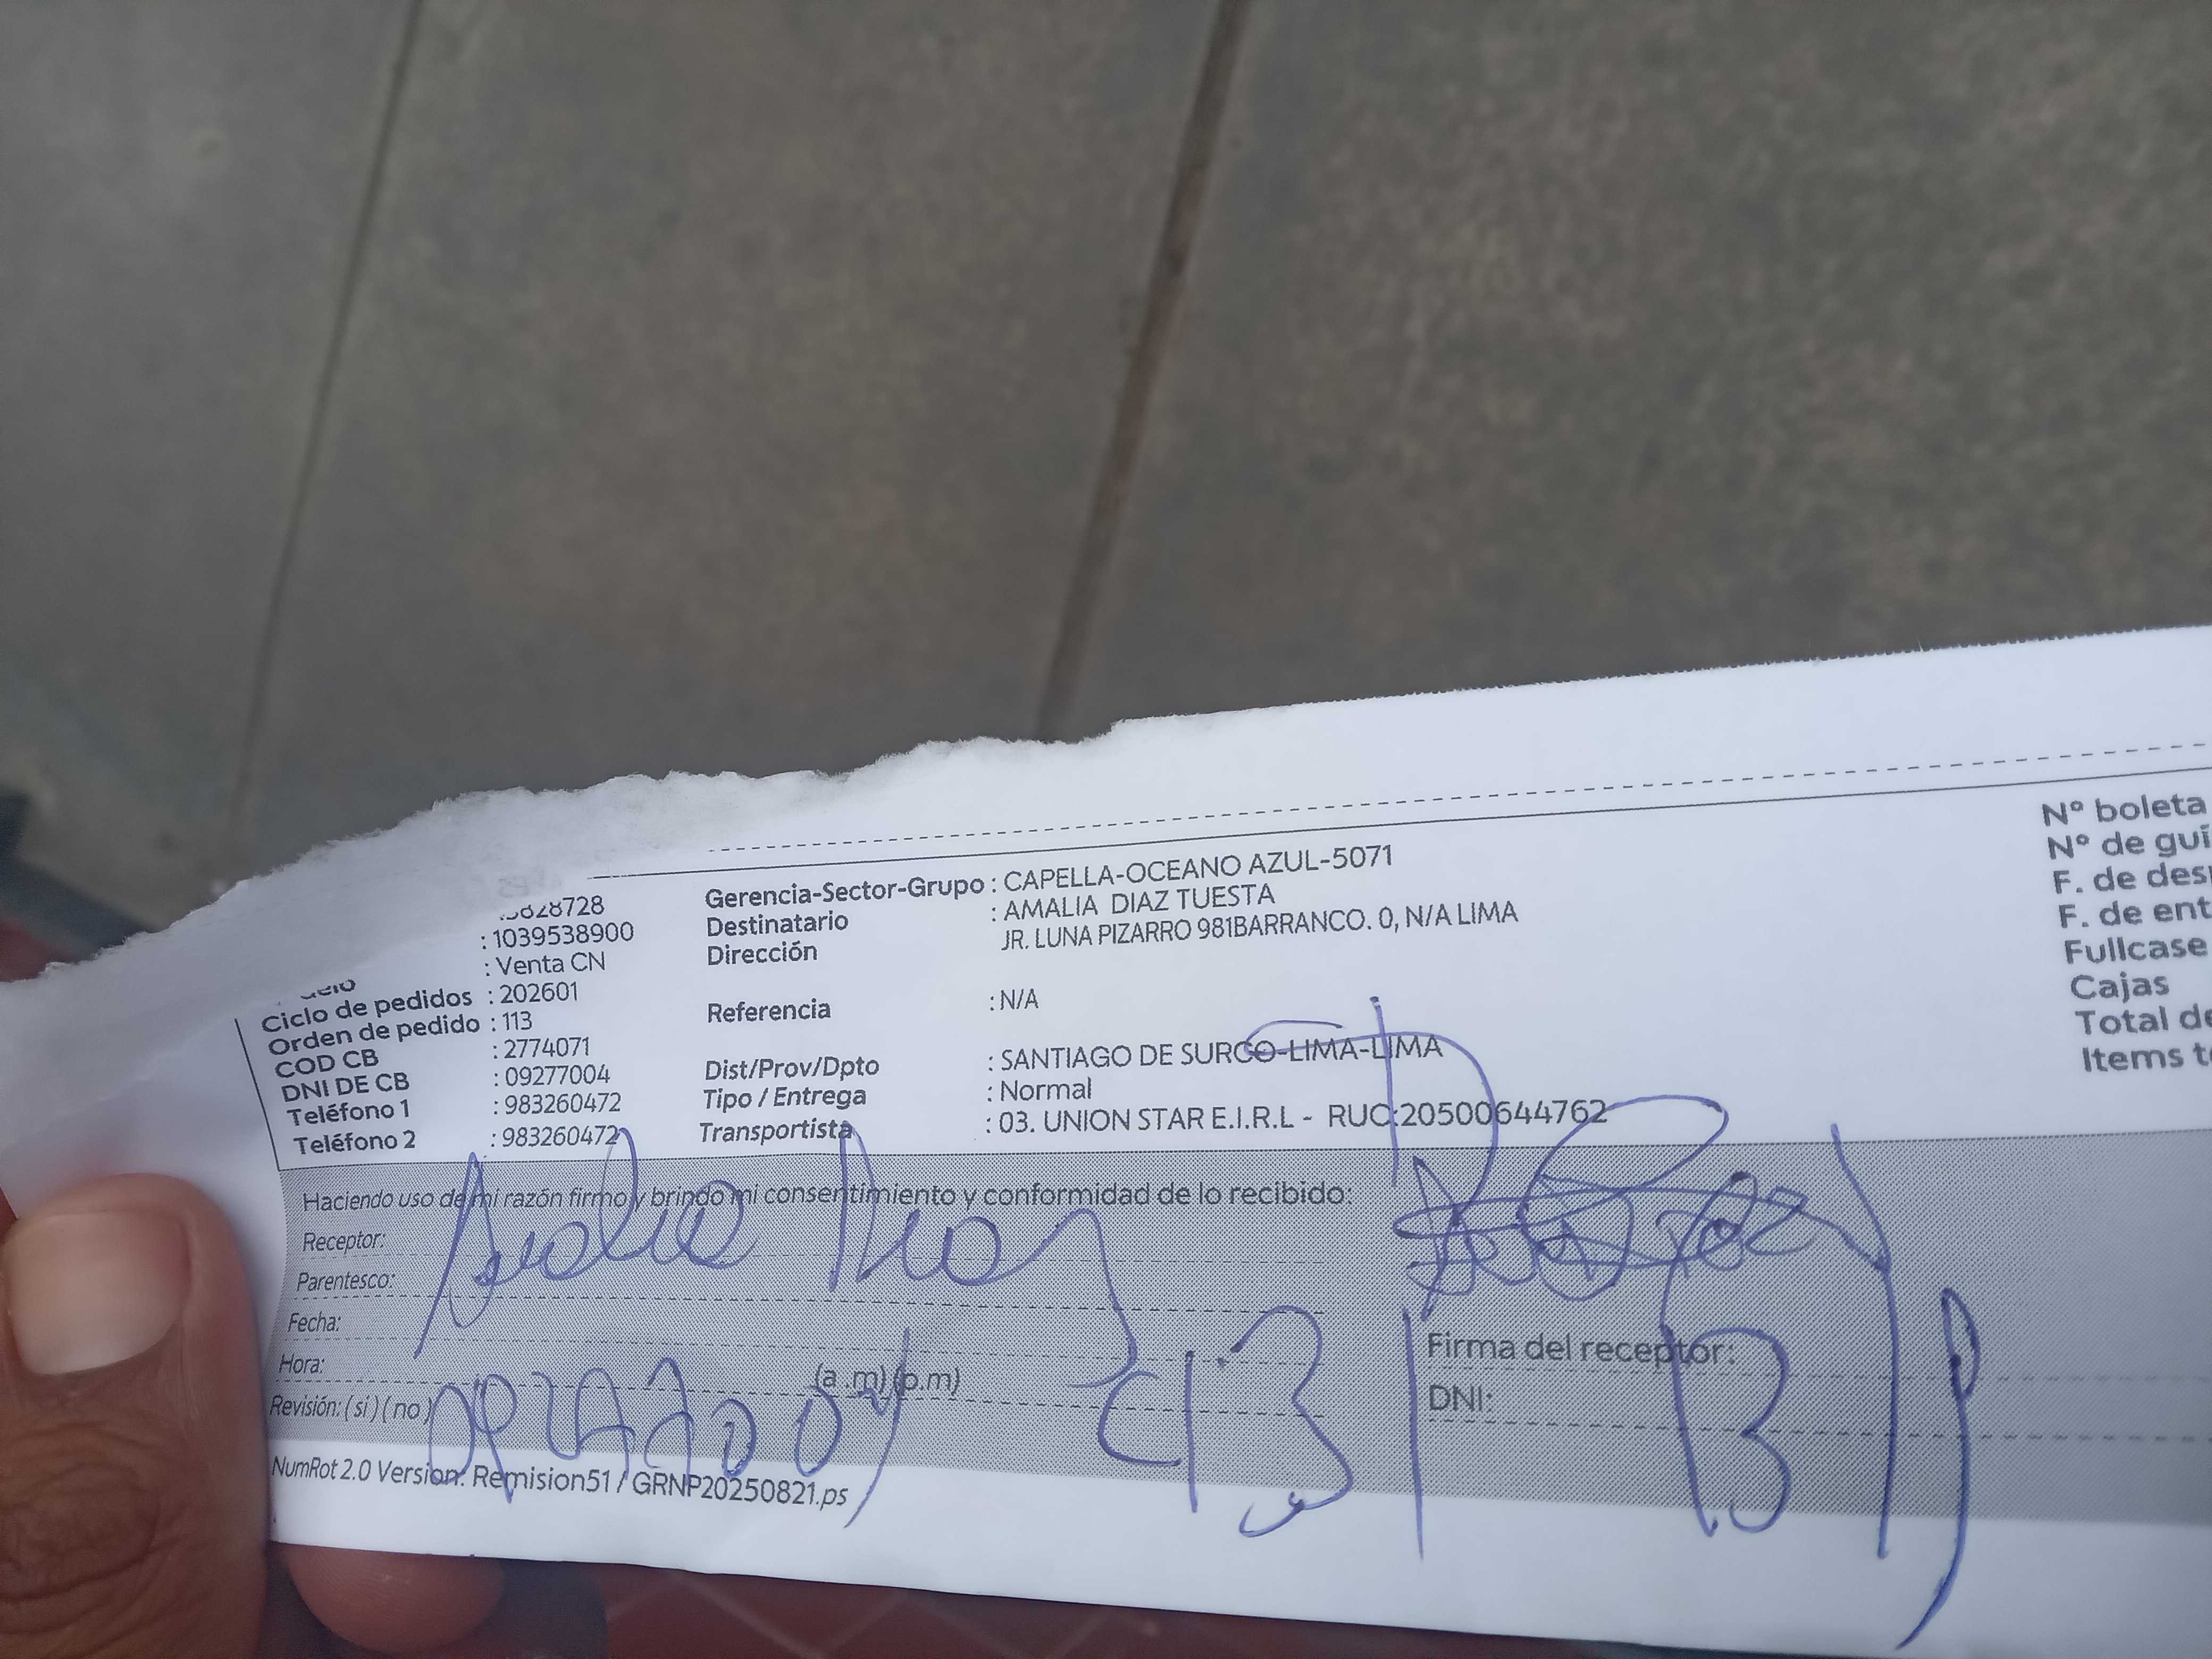 828728
: 1039538900
: Venta CN
Ciclo de pedidos : 202601
Orden de pedido : 113
COD CB : 2774071
DNI DE CB : 09277004
Teléfono 1 : 983260472
Teléfono 2 : 983260472
Gerencia-Sector-Grupo : CAPELLA-OCEANO AZUL-5071
Destinatario : AMALIA DIAZ TUESTA
Dirección JR. LUNA PIZARRO 981BARRANCO. 0, N/A LIMA
Referencia : N/A
Dist/Prov/Dpto : SANTIAGO DE SURCO-LIMA-LIMA
Tipo / Entrega : Normal
Transportista : 03. UNION STAR E.I.R.L - RUC:20500644762
N° boleta
N° de guí
F. de des
F. de ent
Fullcase
Cajas
Total de
Items t
Haciendo uso de mi razón firmo y brindo mi consentimiento y conformidad de lo recibido:
Receptor: Amalia Diaz
Parentesco:
Fecha:
Hora: (a.m) (p.m)
Revisión: (si) (no)
Firma del receptor:
DNI:
NumRot 2.0 Version: Remision51 / GRNP20250821.ps